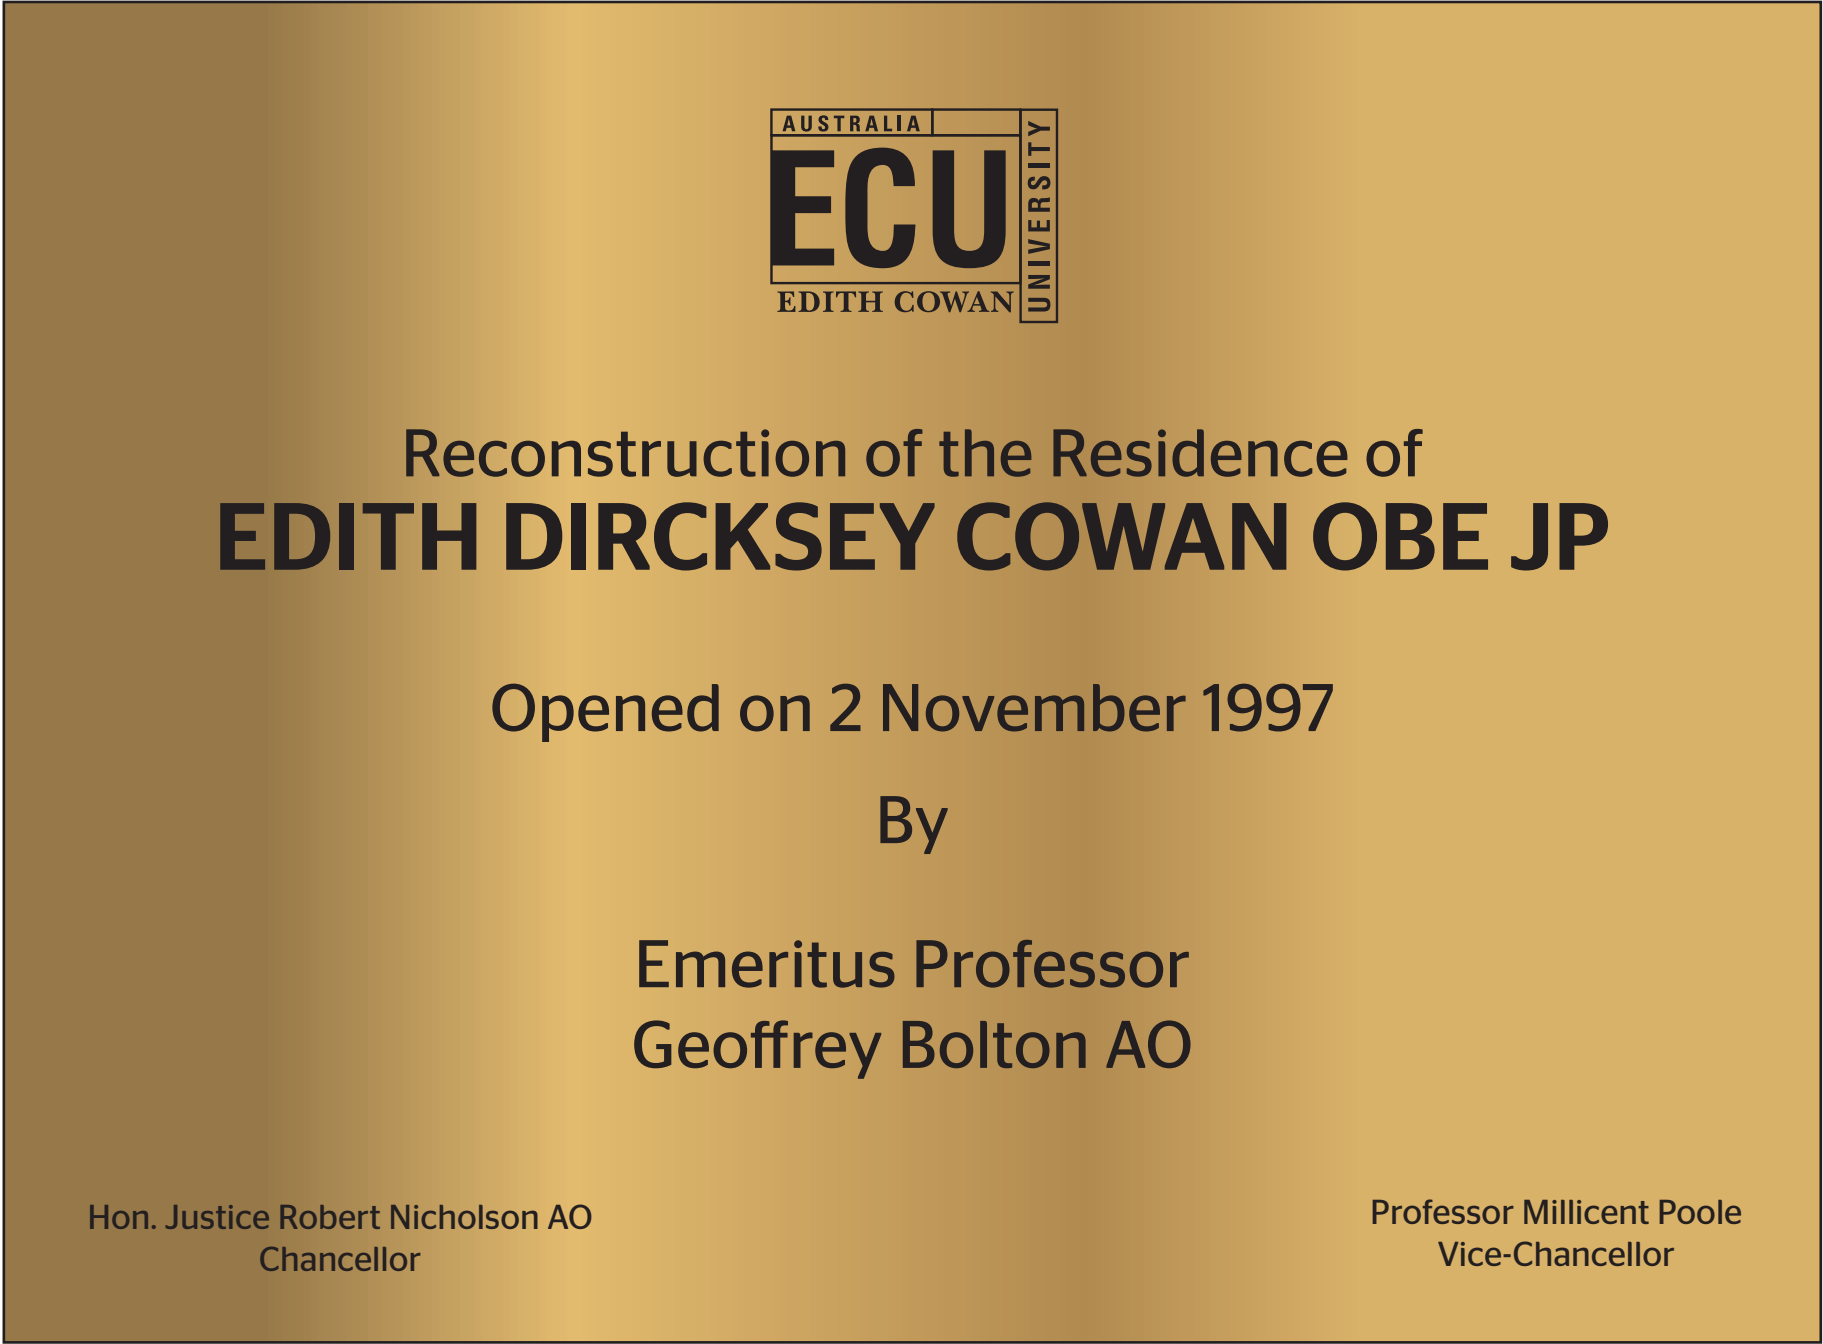 AUSTRALIA
ECU
EDITH COWAN
UNIVERSITY
Reconstruction of the Residence of
EDITH DIRCKSEY COWAN OBE JP
Opened on 2 November 1997
By
Emeritus Professor
Geoffrey Bolton AO
Hon. Justice Robert Nicholson AO
Chancellor
Professor Millicent Poole
Vice-Chancellor